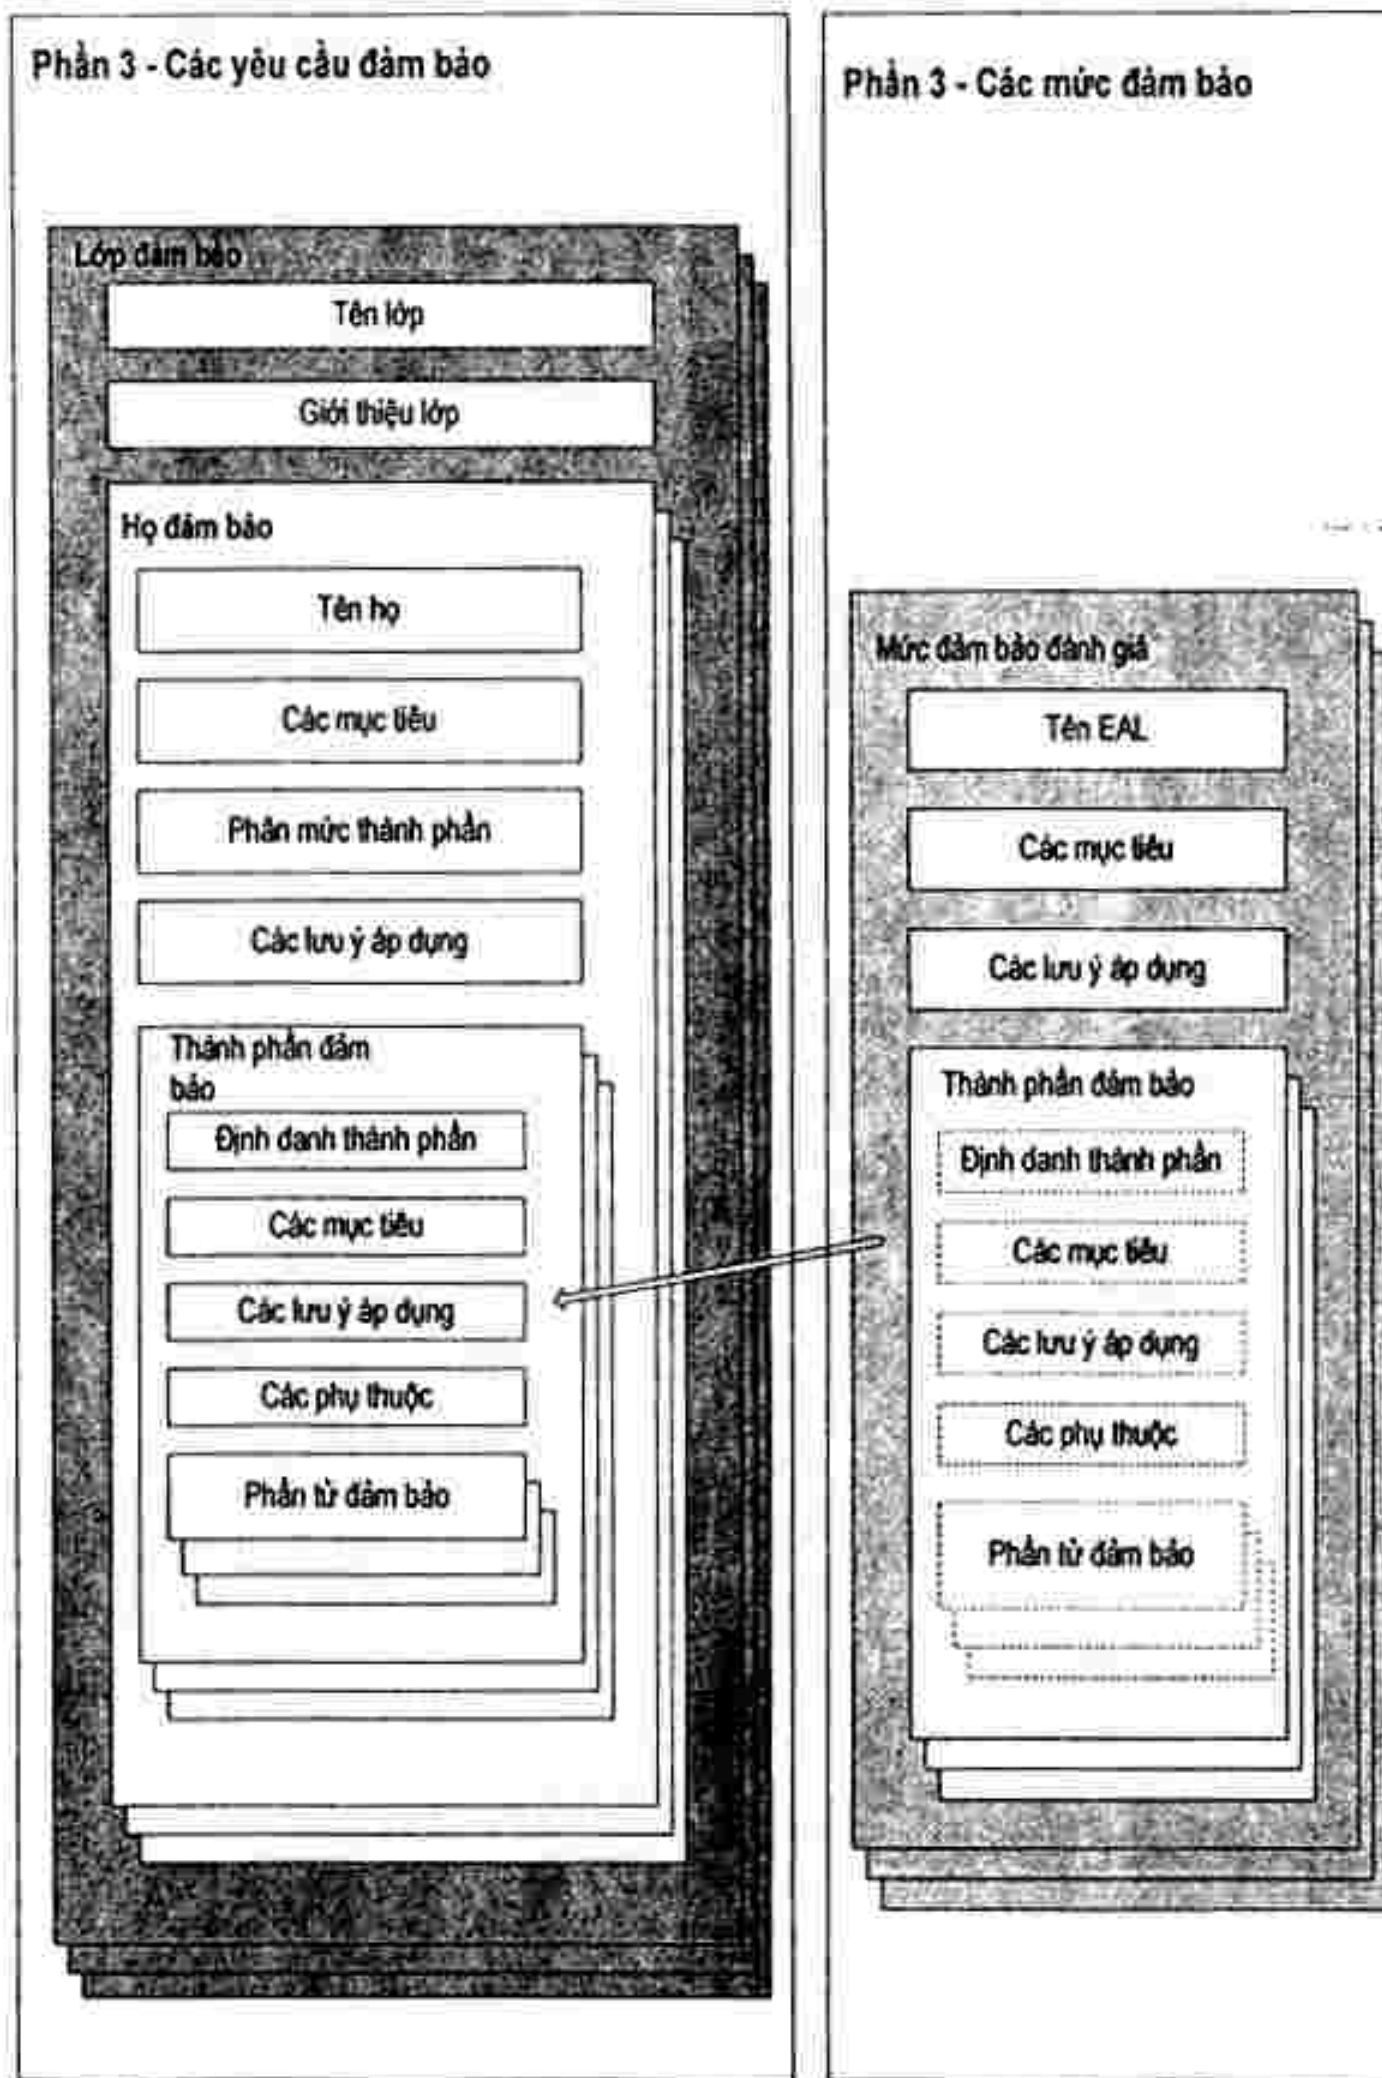 Phần 3 - Các yêu cầu đảm bảo
Lớp đảm bảo
Tên lớp
Giới thiệu lớp
Họ đảm bảo
Tên họ
Các mục tiêu
Phân mức thành phần
Các lưu ý áp dụng
Thành phần đảm
bảo
Định danh thành phần
Các mục tiêu
Các lưu ý áp dụng
Các phụ thuộc
Phần tử đảm bảo
Phần 3 - Các mức đảm bảo
Mức đảm bảo đánh giá
Tên EAL
Các mục tiêu
Các lưu ý áp dụng
Thành phần đảm bảo
Định danh thành phần
Các mục tiêu
Các lưu ý áp dụng
Các phụ thuộc
Phần tử đảm bảo